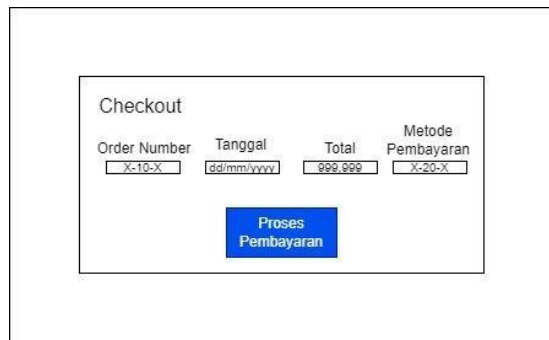 Checkout
Order Number Tanggal Total Metode Pembayaran
X-10-X dd/mm/yyyy 999,999 X-20-X
Proses
Pembayaran